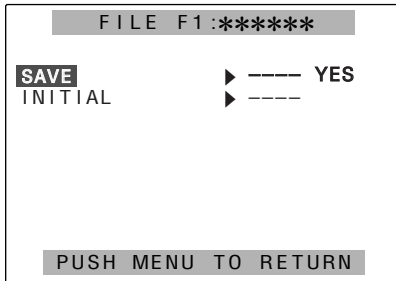 FILE F1:******
SAVE ▶ ---- YES
INITIAL ▶ ----
PUSH MENU TO RETURN